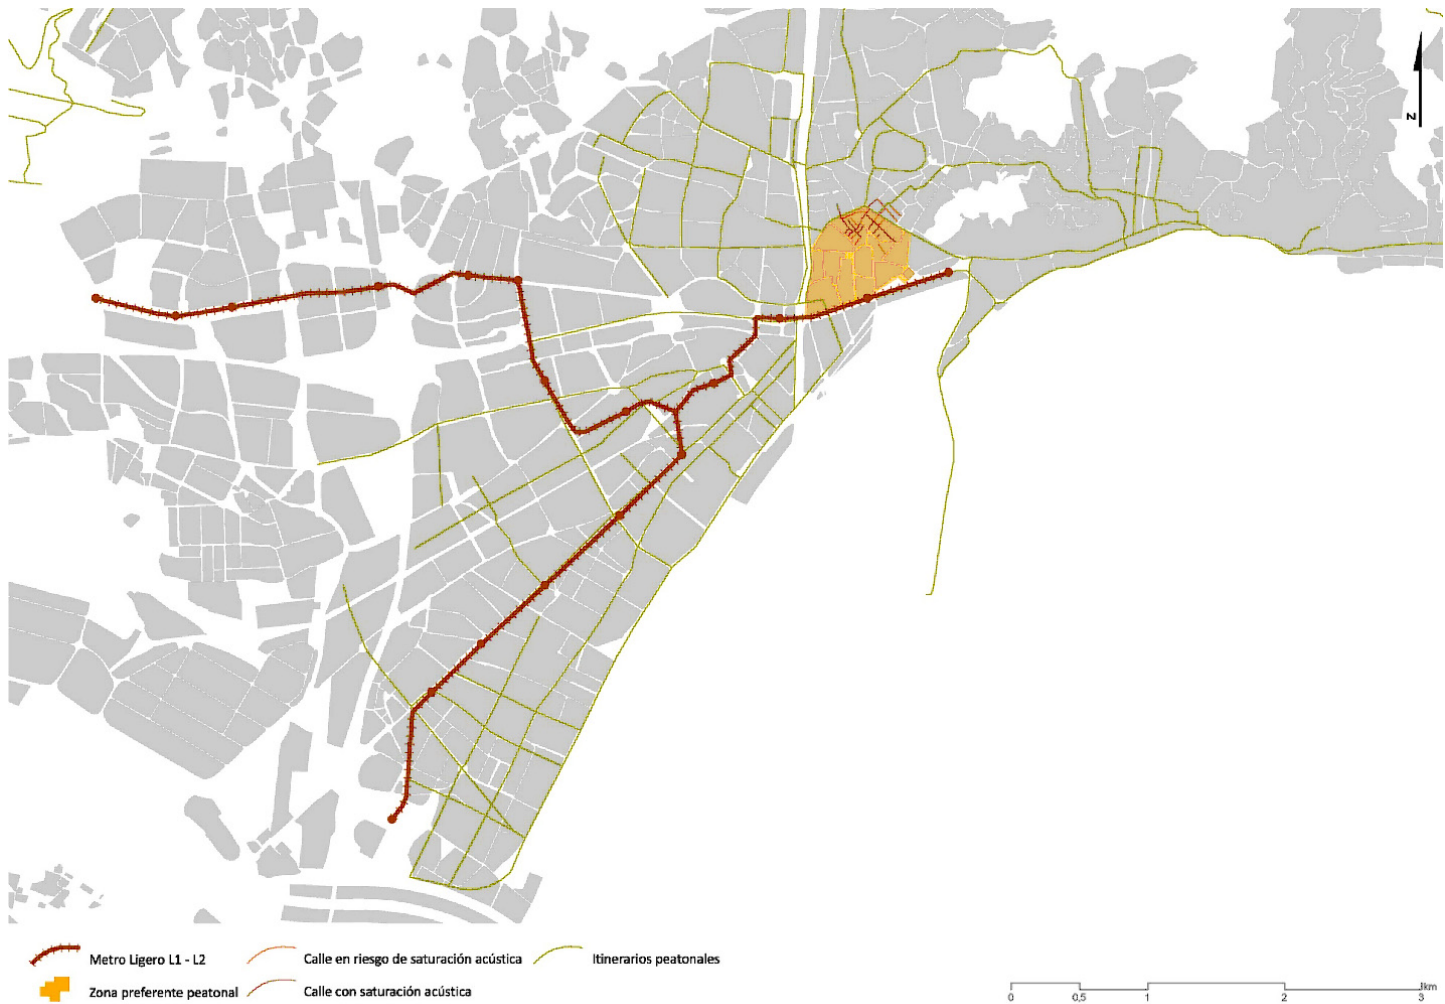 N
Metro Ligero L1 - L2
Calle en riesgo de saturación acústica
Itinerarios peatonales
Zona preferente peatonal
Calle con saturación acústica
km
0 0,5 1 2 3